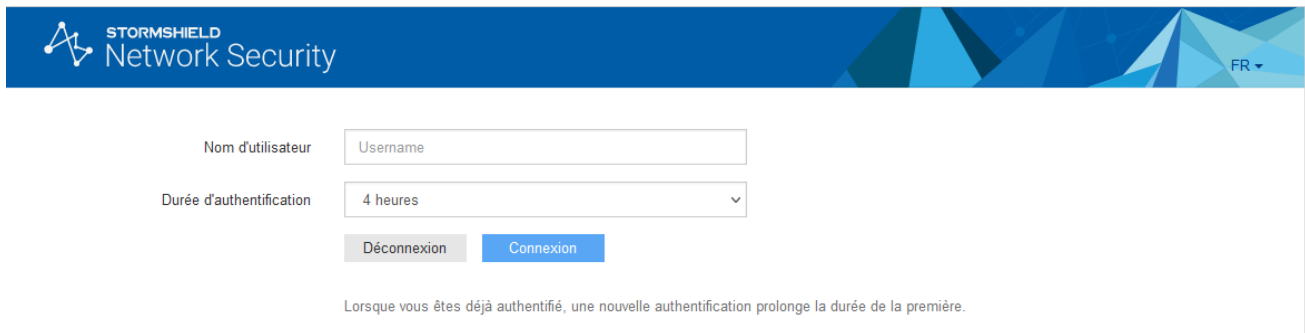 STORMSHIELD
Network Security
FR
Nom d'utilisateur
Username
Durée d'authentification
4 heures
Déconnexion
Connexion
Lorsque vous êtes déjà authentifié, une nouvelle authentification prolonge la durée de la première.